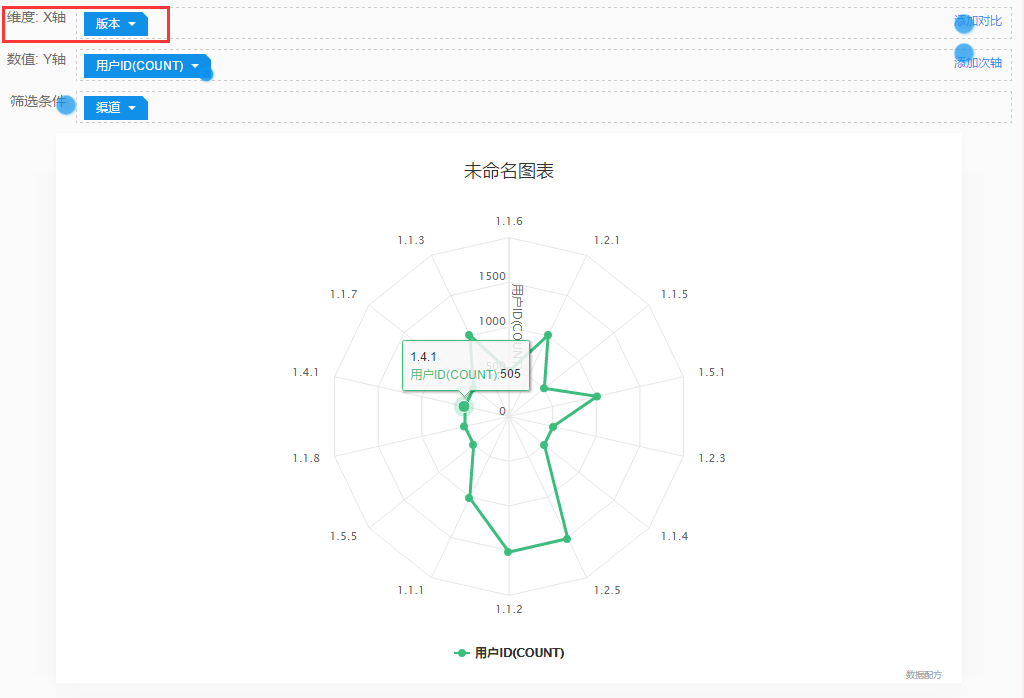 维度: X轴 版本 添加对比
数值: Y轴 用户ID(COUNT) 添加次轴
筛选条件 渠道
未命名图表
1.1.6
1.1.3 1.2.1
1500
1.1.7 1.1.5
用户ID(COUNT)
1000
1.4.1
500
用户ID(COUNT):505
1.4.1 1.5.1
0
1.1.8 1.2.3
1.5.5 1.1.4
1.1.1 1.2.5
1.1.2
用户ID(COUNT)
数据配方